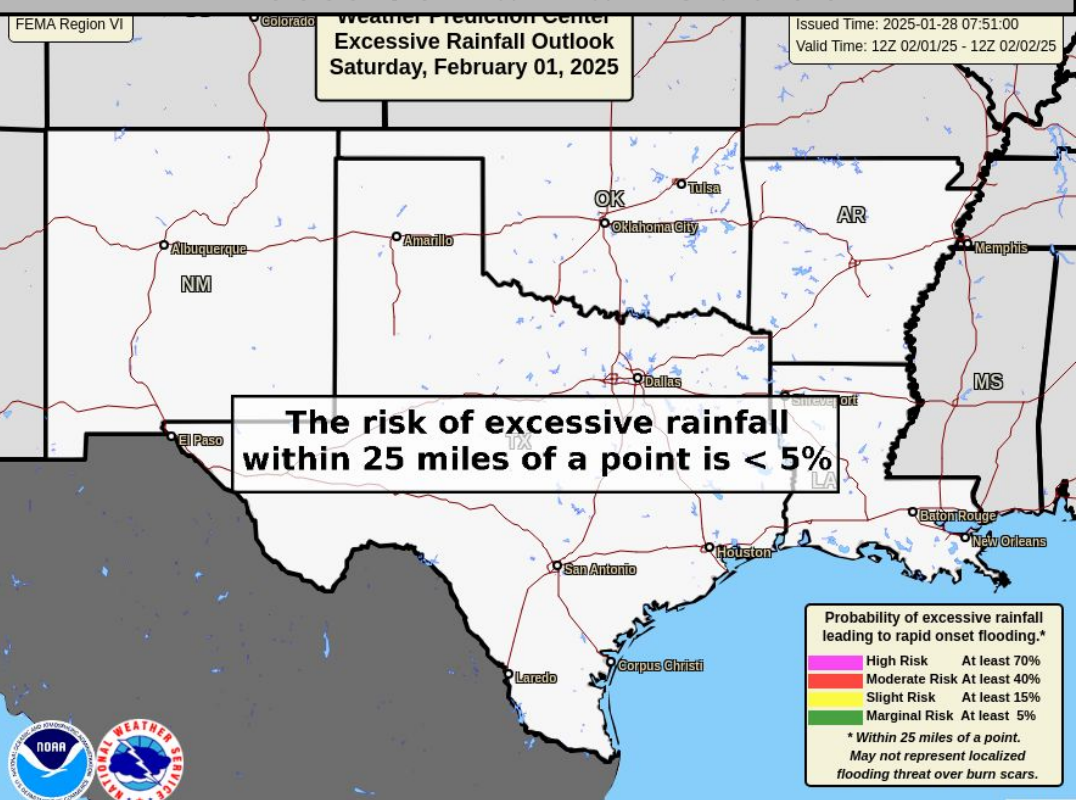 FEMA Region VI
Colorado
Weather Prediction Center
Excessive Rainfall Outlook
Saturday, February 01, 2025
Issued Time: 2025-01-28 07:51:00
Valid Time: 12Z 02/01/25 - 12Z 02/02/25
OK
Tulsa
AR
Oklahoma City
Amarillo
Albuquerque
Memphis
NM
Dallas
MS
Shreveport
The risk of excessive rainfall
within 25 miles of a point is < 5%
El Paso
TX
LA
Baton Rouge
New Orleans
Houston
San Antonio
Corpus Christi
Laredo
Probability of excessive rainfall
leading to rapid onset flooding.*
High Risk At least 70%
Moderate Risk At least 40%
Slight Risk At least 15%
Marginal Risk At least 5%
* Within 25 miles of a point.
May not represent localized
flooding threat over burn scars.
NOAA
NATIONAL WEATHER SERVICE